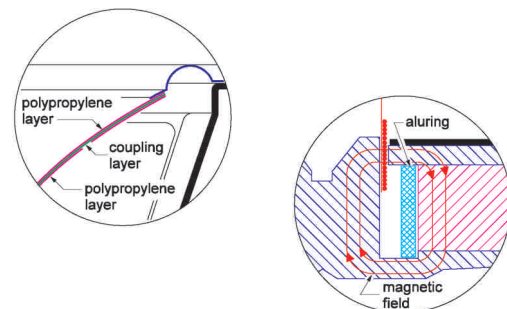 polypropylene
layer
coupling
layer
polypropylene
layer
aluring
magnetic
field